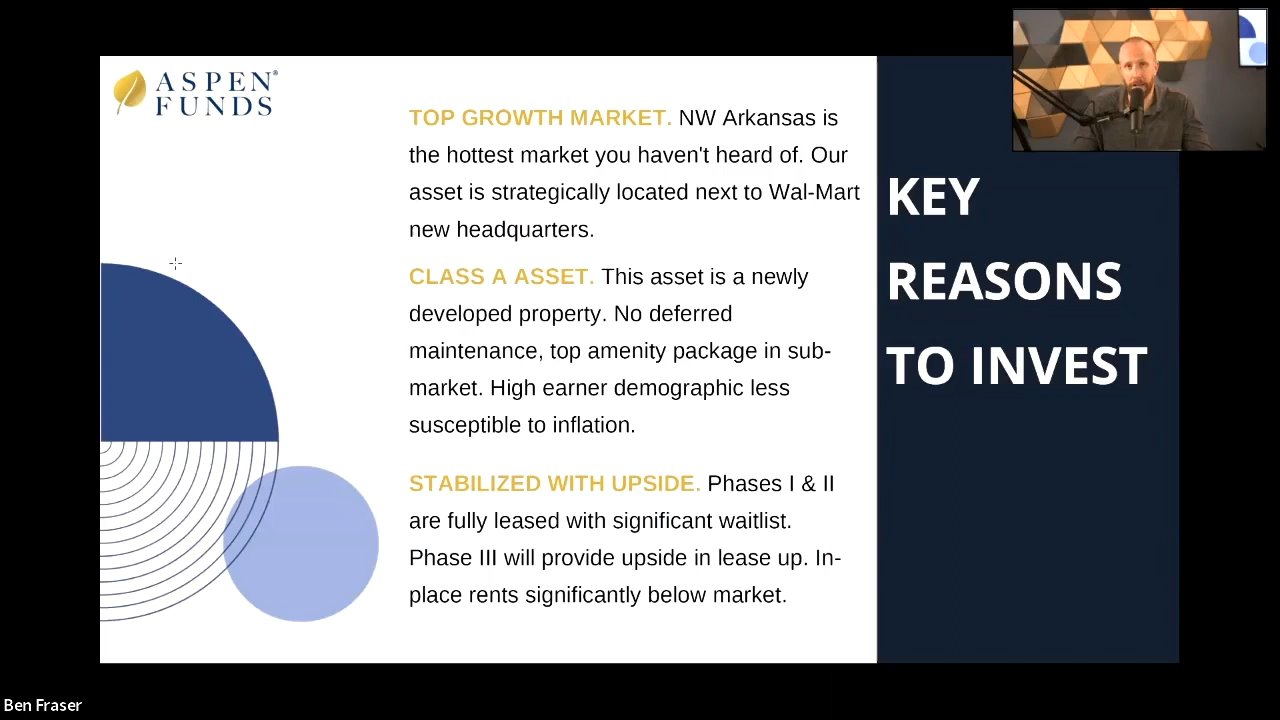 ASPEN®
FUNDS
TOP GROWTH MARKET. NW Arkansas is
the hottest market you haven't heard of. Our
asset is strategically located next to Wal-Mart
new headquarters.
CLASS A ASSET. This asset is a newly
developed property. No deferred
maintenance, top amenity package in sub-
market. High earner demographic less
susceptible to inflation.
STABILIZED WITH UPSIDE. Phases I & II
are fully leased with significant waitlist.
Phase III will provide upside in lease up. In-
place rents significantly below market.
KEY
REASONS
TO INVEST
Ben Fraser